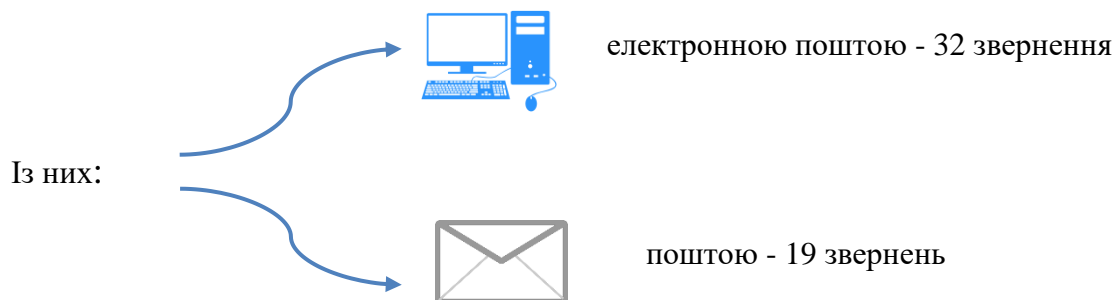 електронною поштою - 32 звернення
Із них:
поштою - 19 звернень